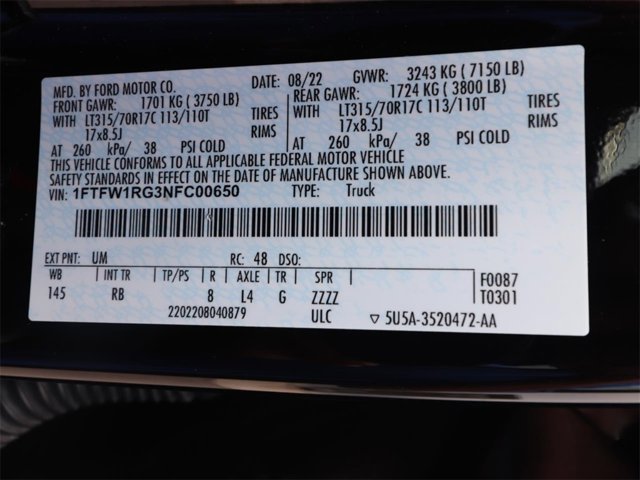 MFD. BY FORD MOTOR CO. DATE: 08/22 GVWR: 3243 KG ( 7150 LB)
FRONT GAWR: 1701 KG ( 3750 LB) REAR GAWR: 1724 KG ( 3800 LB)
WITH LT315/70R17C 113/110T TIRES WITH LT315/70R17C 113/110T TIRES
17x8.5J RIMS 17x8.5J RIMS
AT 260 kPa/ 38 PSI COLD AT 260 kPa/ 38 PSI COLD
THIS VEHICLE CONFORMS TO ALL APPLICABLE FEDERAL MOTOR VEHICLE
SAFETY STANDARDS IN EFFECT ON THE DATE OF MANUFACTURE SHOWN ABOVE.
VIN: 1FTFW1RG3NFC00650 TYPE: Truck
EXT PNT: UM RC: 48 DSO:
WB INT TR TP/PS R AXLE TR SPR F0087
145 RB 8 L4 G ZZZZ T0301
2202208040879 ULC ▽ 5U5A-3520472-AA